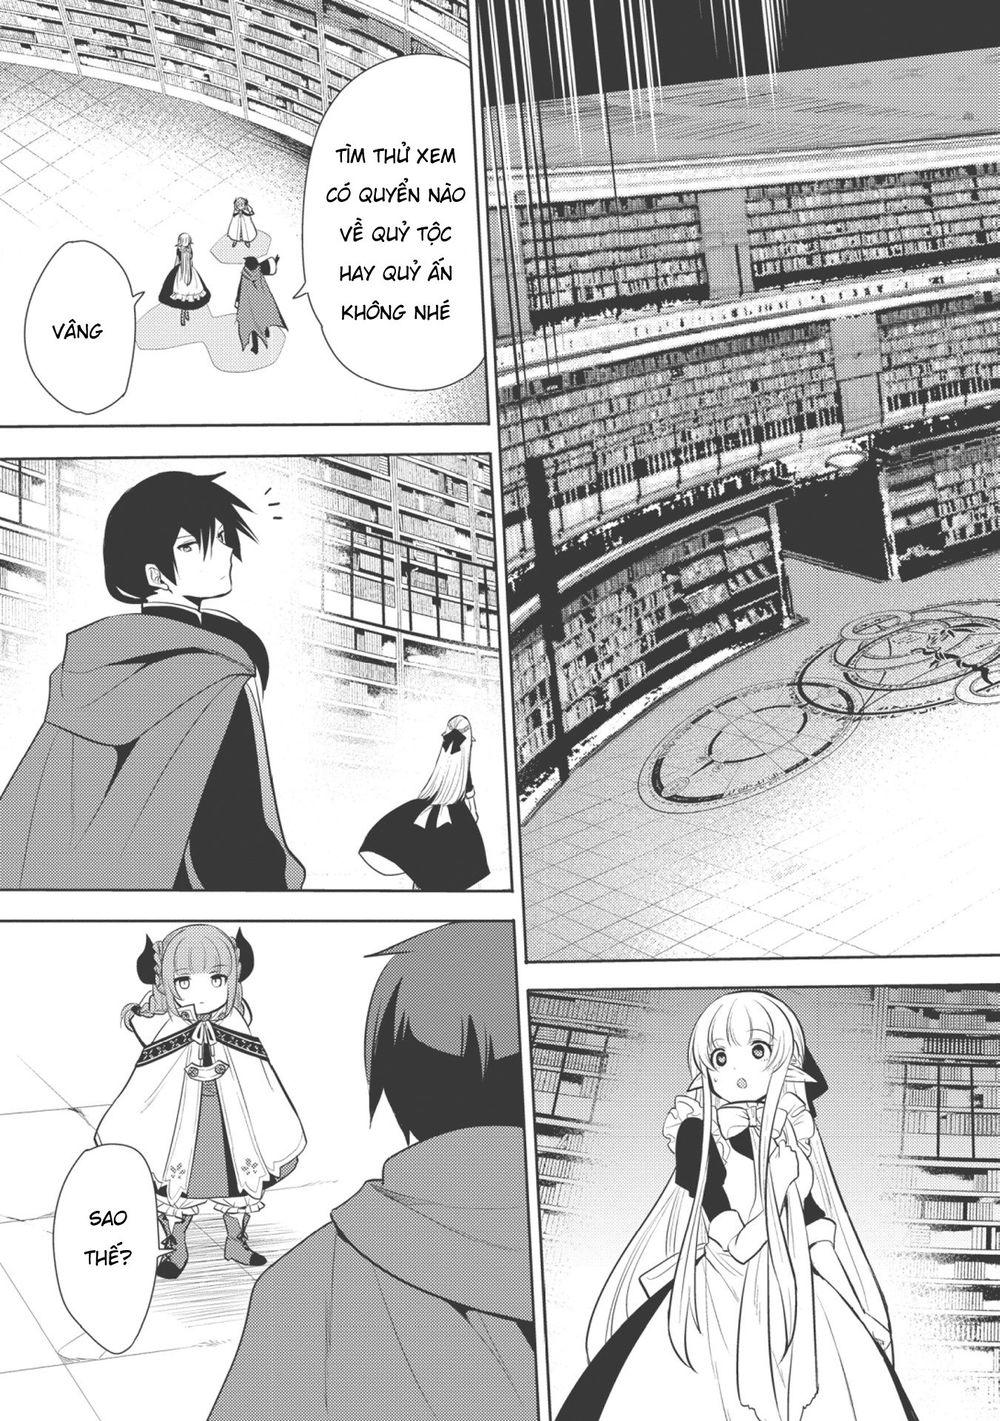 TÌM THỬ XEM
CÓ QUYỂN NÀO
VỀ QUỶ TỘC
HAY QUỶ ẤN
KHÔNG NHÉ
VÂNG
SAO
THẾ?